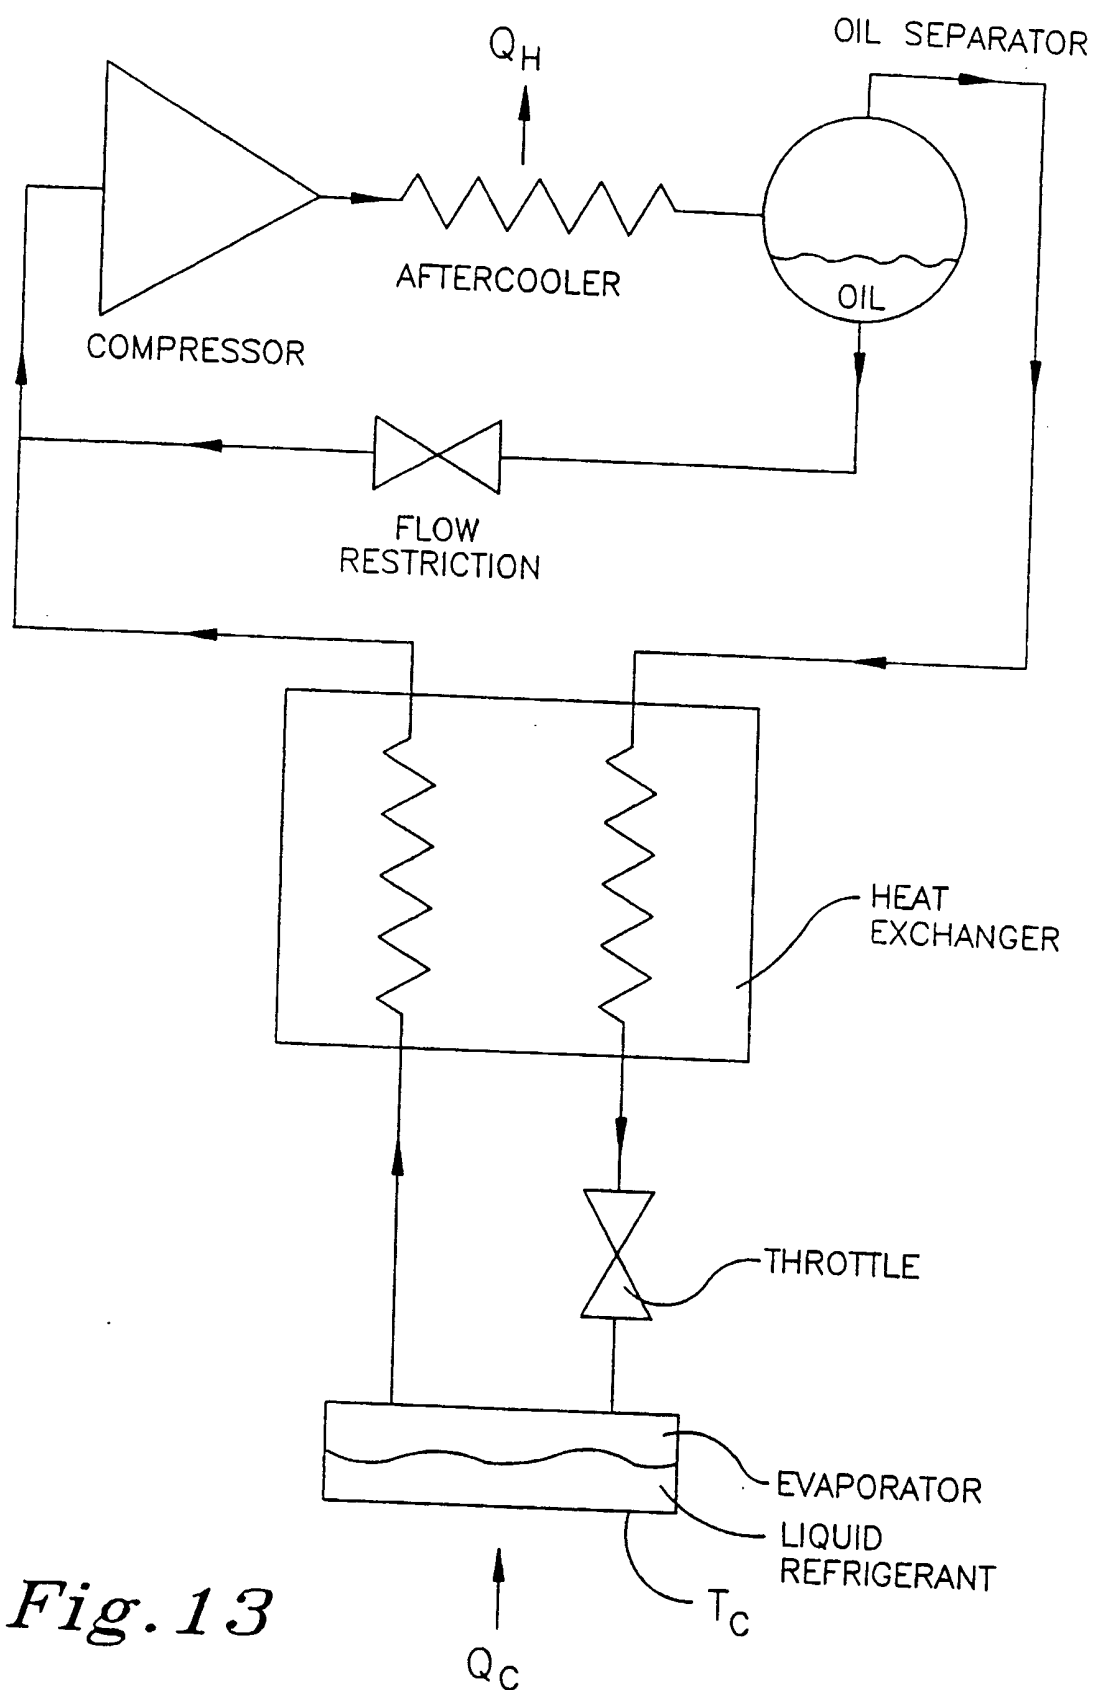 Q_H
OIL SEPARATOR
OIL
AFTERCOOLER
COMPRESSOR
FLOW
RESTRICTION
HEAT
EXCHANGER
THROTTLE
EVAPORATOR
LIQUID
REFRIGERANT
T_C
Q_C
Fig. 13